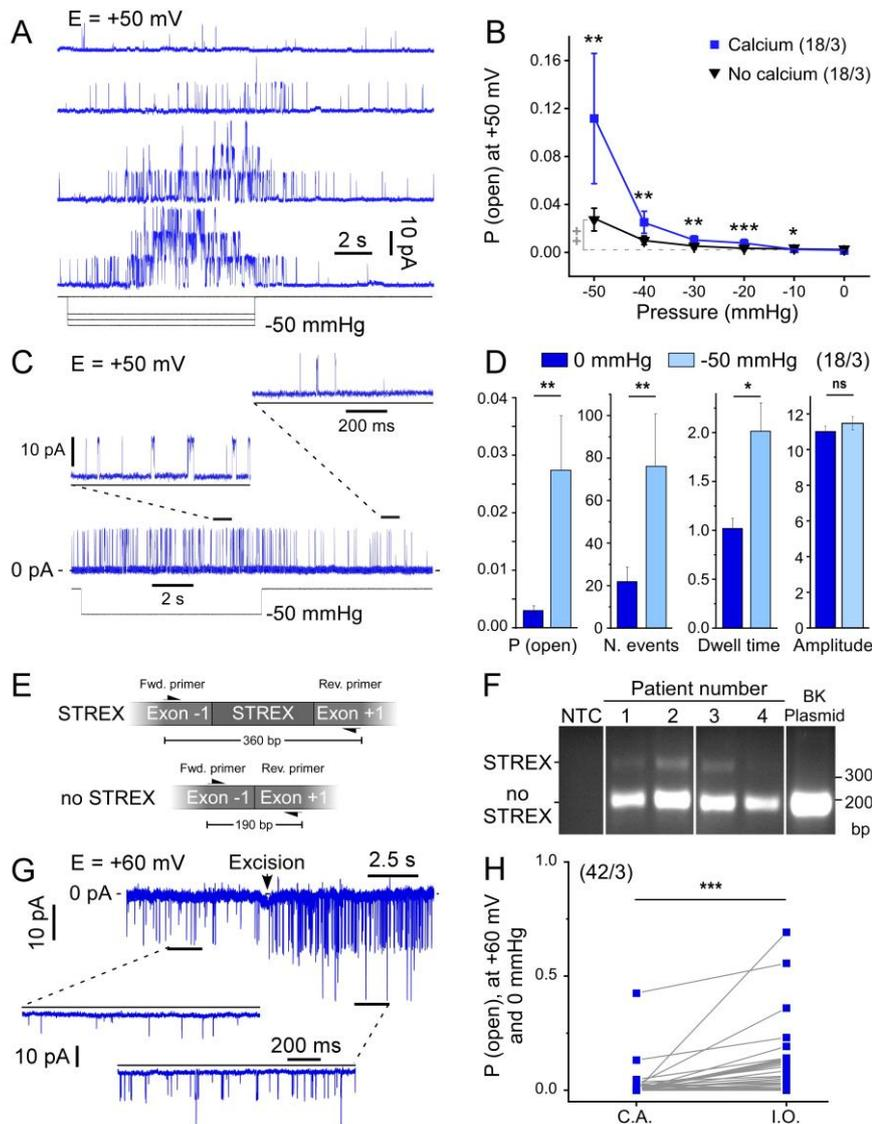 A
E = +50 mV
2 s
10 pA
-50 mmHg
B
P (open) at +50 mV
0.16
0.12
0.08
0.04
0.00
Calcium (18/3)
No calcium (18/3)
**
**
**
***
*
‡
-50
-40
-30
-20
-10
0
Pressure (mmHg)
C
E = +50 mV
200 ms
10 pA
0 pA
2 s
-50 mmHg
D
0 mmHg
-50 mmHg
(18/3)
0.04
0.03
0.02
0.01
0.00
**
P (open)
100
80
60
40
20
0
**
N. events
2.0
1.5
1.0
0.5
0.0
*
Dwell time
12
10
8
6
4
2
0
ns
Amplitude
E
Fwd. primer
Rev. primer
STREX
Exon -1
STREX
Exon +1
360 bp
Fwd. primer
Rev. primer
no STREX
Exon -1
Exon +1
190 bp
F
Patient number
NTC
1
2
3
4
BK
Plasmid
STREX
no
STREX
300
200
bp
G
E = +60 mV
Excision
2.5 s
0 pA
10 pA
10 pA
200 ms
H
(42/3)
***
P (open), at +60 mV
and 0 mmHg
1.0
0.5
0.0
C.A.
I.O.